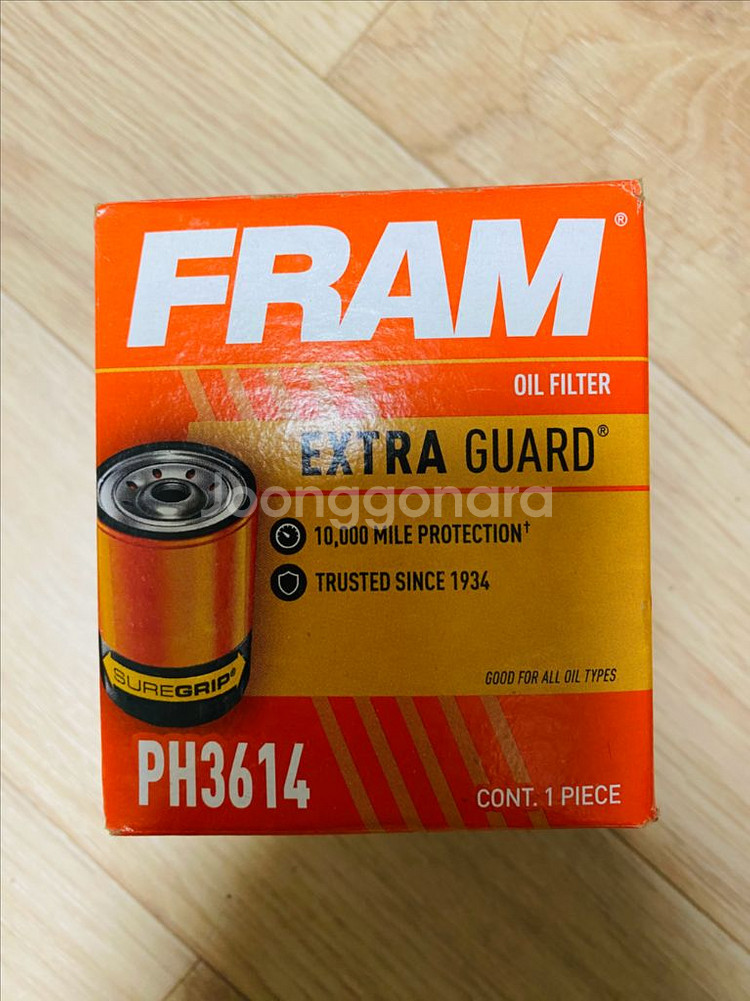 FRAM®
OIL FILTER
EXTRA GUARD®
Joonggonara
10,000 MILE PROTECTION†
TRUSTED SINCE 1934
SUREGRIP®
GOOD FOR ALL OIL TYPES
PH3614
CONT. 1 PIECE